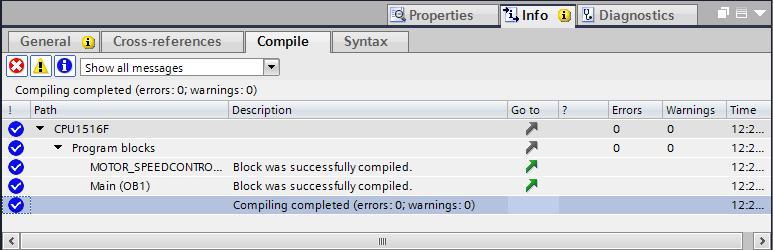 Properties Info Diagnostics
General Cross-references Compile Syntax
Show all messages
Compiling completed (errors: 0; warnings: 0)
! Path Description Go to ? Errors Warnings Time
CPU1516F 0 0 12:2...
Program blocks 0 0 12:2...
MOTOR_SPEEDCONTRO... Block was successfully compiled. 12:2...
Main (OB1) Block was successfully compiled. 12:2...
Compiling completed (errors: 0; warnings: 0) 12:2...